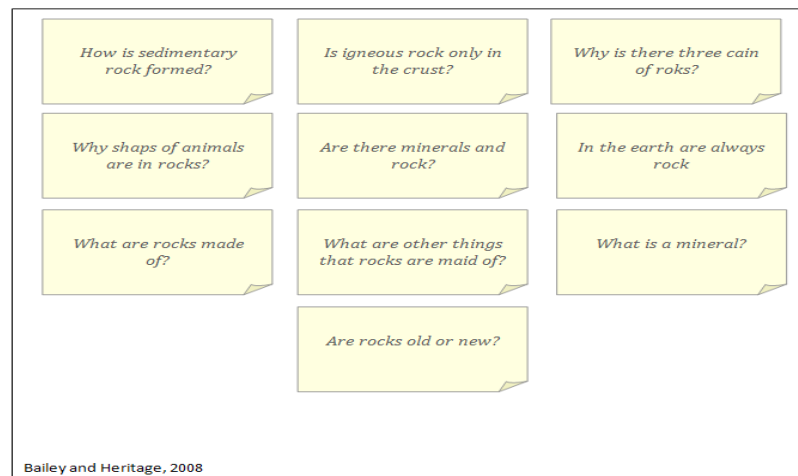 How is sedimentary
rock formed?
Is igneous rock only in
the crust?
Why is there three cain
of roks?
Why shaps of animals
are in rocks?
Are there minerals and
rock?
In the earth are always
rock
What are rocks made
of?
What are other things
that rocks are maid of?
What is a mineral?
Are rocks old or new?
Bailey and Heritage, 2008